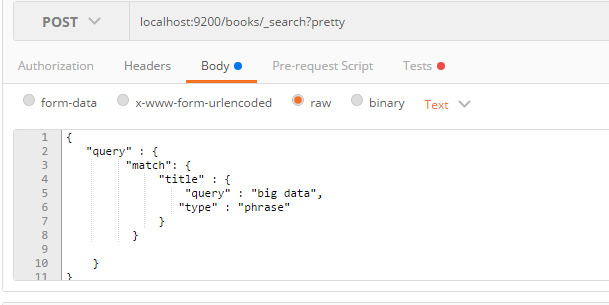 POST localhost:9200/books/_search?pretty
Authorization Headers Body Pre-request Script Tests
form-data x-www-form-urlencoded raw binary Text
1 {
2 "query" : {
3 "match": {
4 "title" : {
5 "query" : "big data",
6 "type" : "phrase"
7 }
8 }
9
10 }
11 }